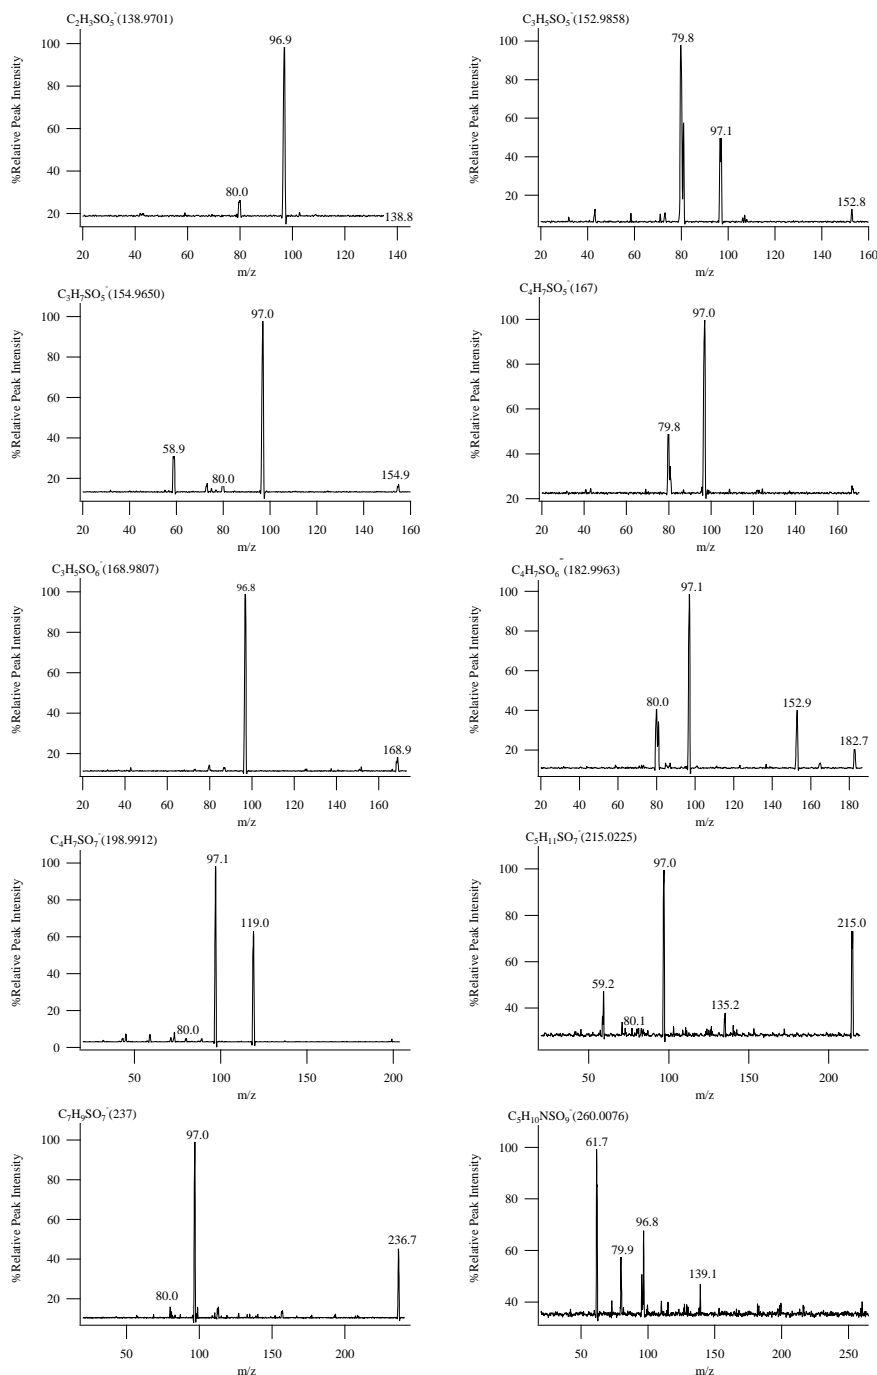 C₂H₃SO₅⁻(138.9701)
%Relative Peak Intensity
100
80
60
40
20
96.9
80.0
138.8
20 40 60 80 100 120 140
m/z
C₃H₅SO₅⁻(152.9858)
%Relative Peak Intensity
100
80
60
40
20
79.8
97.1
152.8
20 40 60 80 100 120 140 160
m/z
C₃H₇SO₅⁻(154.9650)
%Relative Peak Intensity
100
80
60
40
20
97.0
58.9
80.0
154.9
20 40 60 80 100 120 140 160
m/z
C₄H₇SO₅⁻(167)
%Relative Peak Intensity
100
80
60
40
20
97.0
79.8
20 40 60 80 100 120 140 160
m/z
C₃H₅SO₆⁻(168.9807)
%Relative Peak Intensity
100
80
60
40
20
96.8
168.9
20 40 60 80 100 120 140 160
m/z
C₄H₇SO₆⁻(182.9963)
%Relative Peak Intensity
100
80
60
40
20
97.1
80.0
152.9
182.7
20 40 60 80 100 120 140 160 180
m/z
C₄H₇SO₇⁻(198.9912)
%Relative Peak Intensity
100
80
60
40
20
0
97.1
119.0
80.0
50 100 150 200
m/z
C₅H₁₁SO₇⁻(215.0225)
%Relative Peak Intensity
100
80
60
40
97.0
215.0
59.2
80.1
135.2
50 100 150 200
m/z
C₇H₉SO₇⁻(237)
%Relative Peak Intensity
100
80
60
40
20
97.0
236.7
80.0
50 100 150 200
m/z
C₅H₁₀NSO₉⁻(260.0076)
%Relative Peak Intensity
100
80
60
40
61.7
96.8
79.9
139.1
50 100 150 200 250
m/z